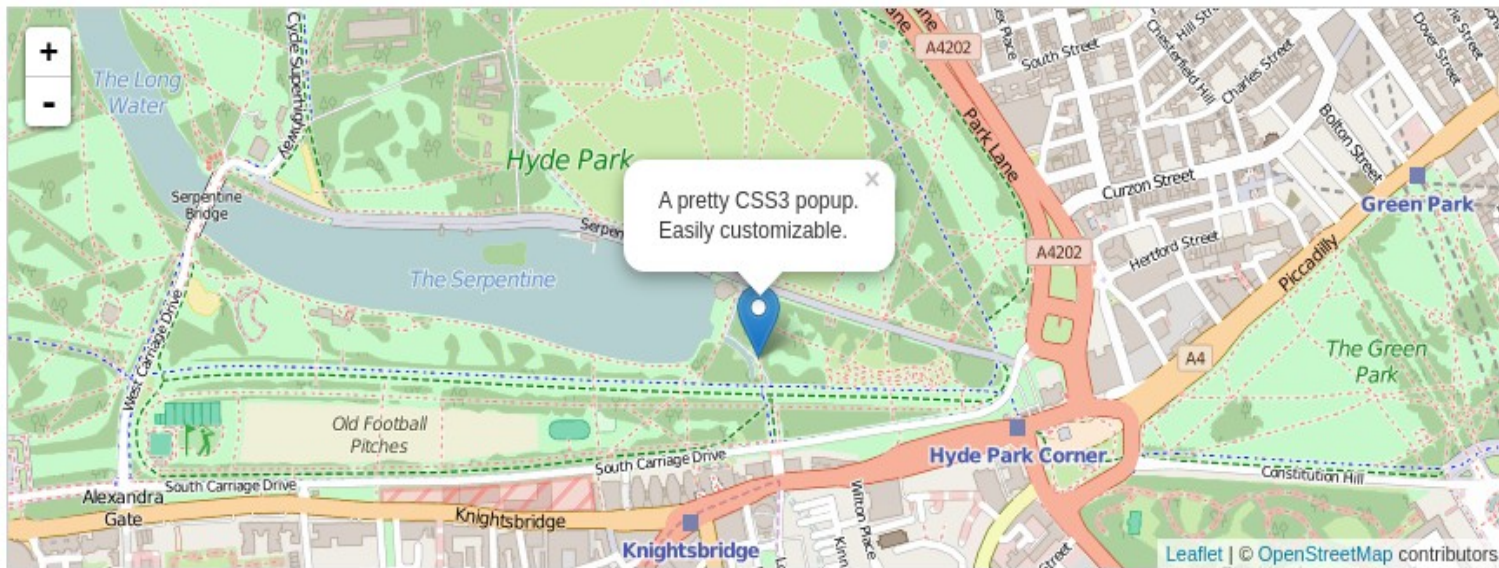 +
-
The Long
Water
Cycle Superhighway
Hyde Park
Serpentine
Bridge
The Serpentine
A pretty CSS3 popup.
Easily customizable.
×
West Carriage Drive
Old Football
Pitches
South Carriage Drive
South Carriage Drive
Alexandra
Gate
Knightsbridge
Knightsbridge
Wilton Place
Hyde Park Corner
Constitution Hill
A4202
Park Lane
A4202
South Street
Chesterfield Hill
Hill
Charles Street
Dover Street
Bolton Street
Curzon Street
Hertford Street
Green Park
Piccadilly
A4
The Green
Park
Street
Leaflet | © OpenStreetMap contributors